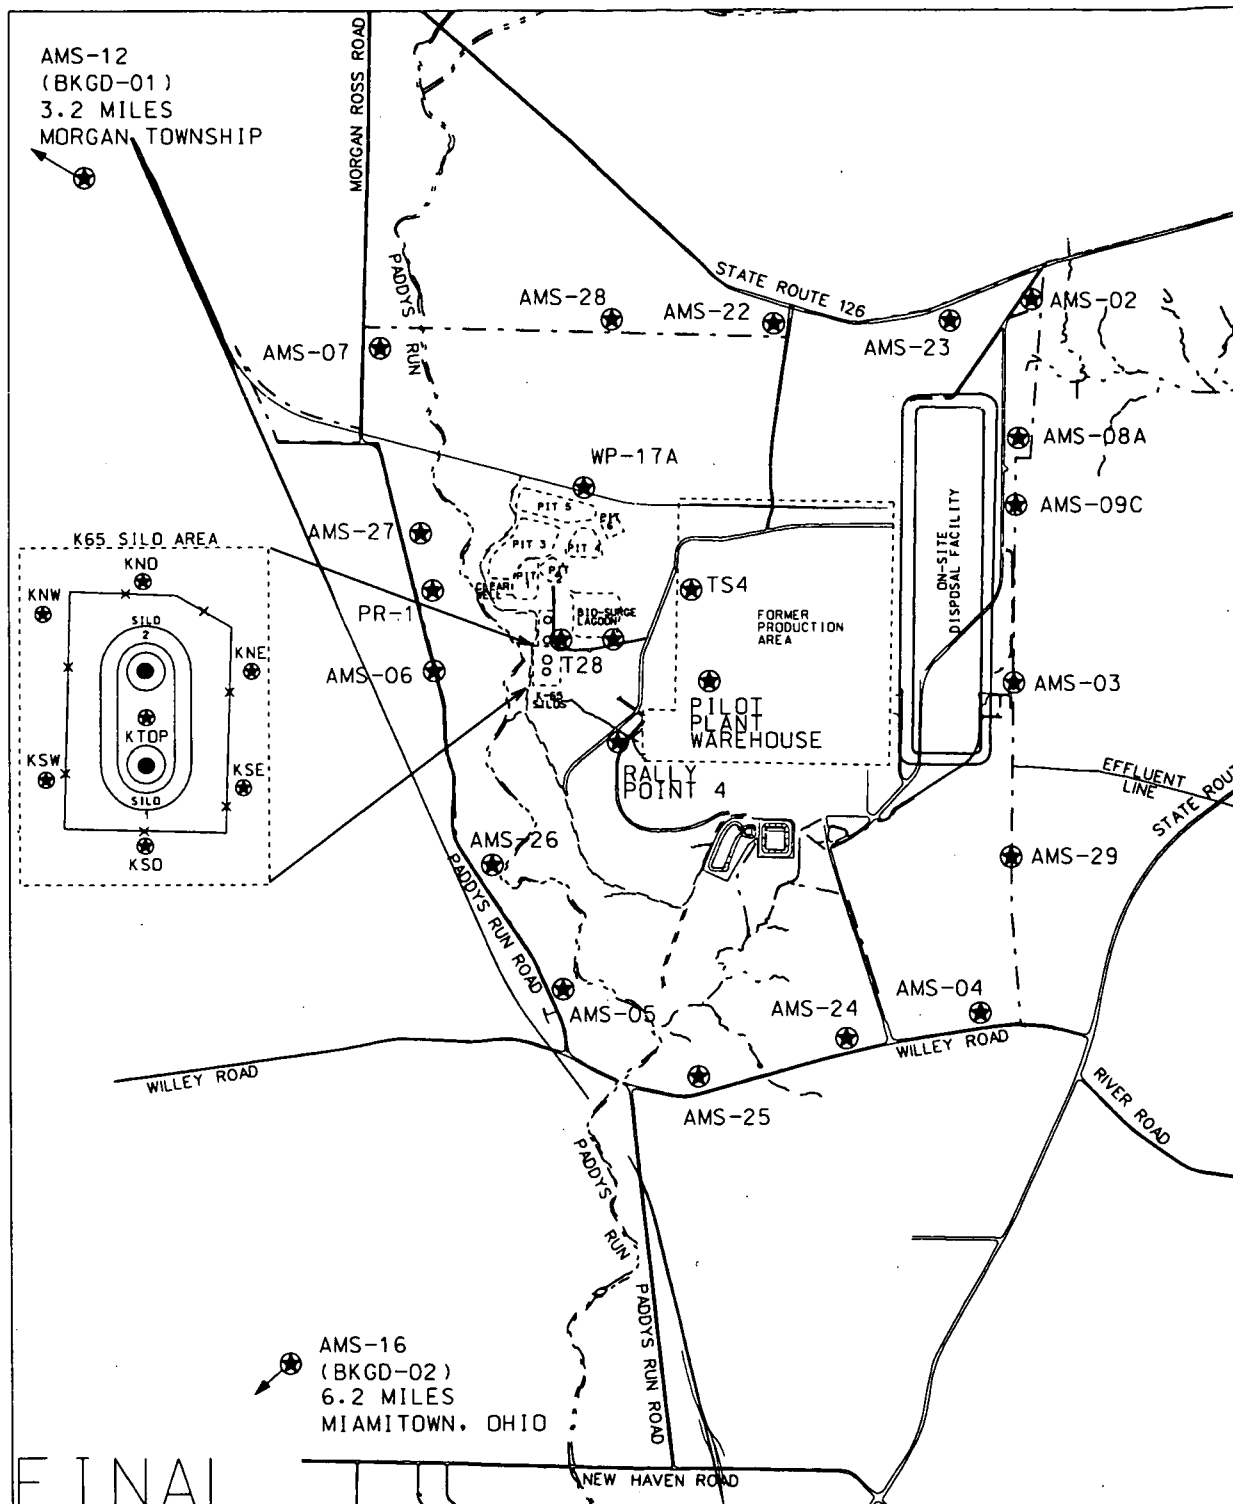 AMS-12
(BKGD-01)
3.2 MILES
MORGAN TOWNSHIP
MORGAN ROSS ROAD
PADDYS
RUN
STATE ROUTE 126
AMS-28
AMS-22
AMS-02
AMS-23
AMS-07
AMS-08A
WP-17A
AMS-09C
PIT 5
PIT 3
PIT 4
PIT
AMS-27
K65 SILO AREA
KNO
KNW
SILO
2
KNE
KTOP
KSW
KSE
SILO
1
KSO
PR-1
BIO-SURGE
LAGOON
TS4
FORMER
PRODUCTION
AREA
ON-SITE
DISPOSAL FACILITY
AMS-06
T28
K-65
SILOS
AMS-03
PILOT
PLANT
WAREHOUSE
RALLY
POINT 4
EFFLUENT
LINE
STATE ROUT
AMS-26
AMS-29
PADDYS RUN ROAD
AMS-05
AMS-24
AMS-04
WILLEY ROAD
WILLEY ROAD
AMS-25
RIVER ROAD
PADDYS
RUN
PADDYS RUN ROAD
AMS-16
(BKGD-02)
6.2 MILES
MIAMITOWN, OHIO
NEW HAVEN ROAD
FINAL